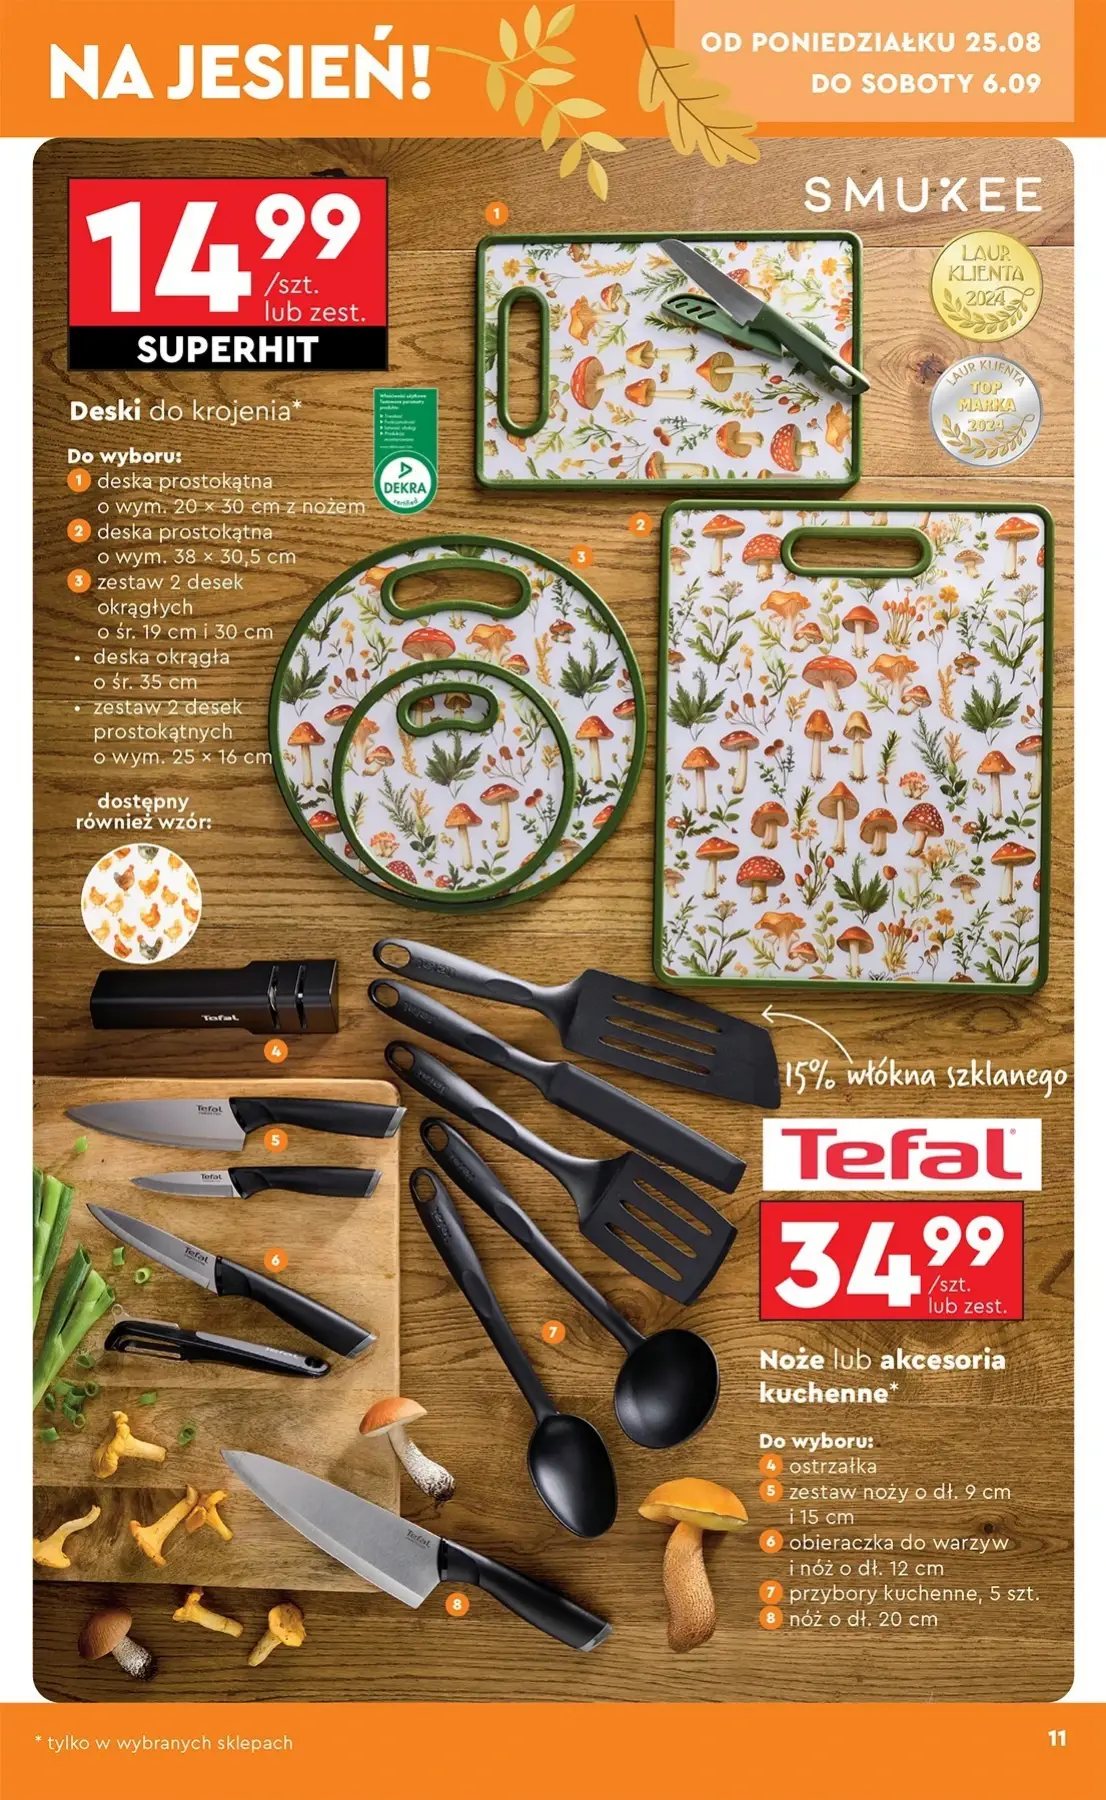 NA JESIEŃ!
OD PONIEDZIAŁKU 25.08
DO SOBOTY 6.09
14.99
/szt.
lub zest.
SUPERHIT
SMUKEE
LAUR
KLIENTA
2024
LAUR KLIENTA
TOP
MARKA
2024
Deski do krojenia*
DEKRA
certified
Do wyboru:
1 deska prostokątna
o wym. 20 × 30 cm z nożem
2 deska prostokątna
o wym. 38 × 30,5 cm
3 zestaw 2 desek
okrągłych
o śr. 19 cm i 30 cm
• deska okrągła
o śr. 35 cm
• zestaw 2 desek
prostokątnych
o wym. 25 × 16 cm
dostępny
również wzór:
1
2
3
Tefal
4
15% włókna szklanego
Tefal
5
Tefal
Tefal
6
7
Tefal
8
Tefal
34.99
/szt.
lub zest.
Noże lub akcesoria
kuchenne*
Do wyboru:
4 ostrzałka
5 zestaw noży o dł. 9 cm
i 15 cm
6 obieraczka do warzyw
i nóż o dł. 12 cm
7 przybory kuchenne, 5 szt.
8 nóż o dł. 20 cm
* tylko w wybranych sklepach
11